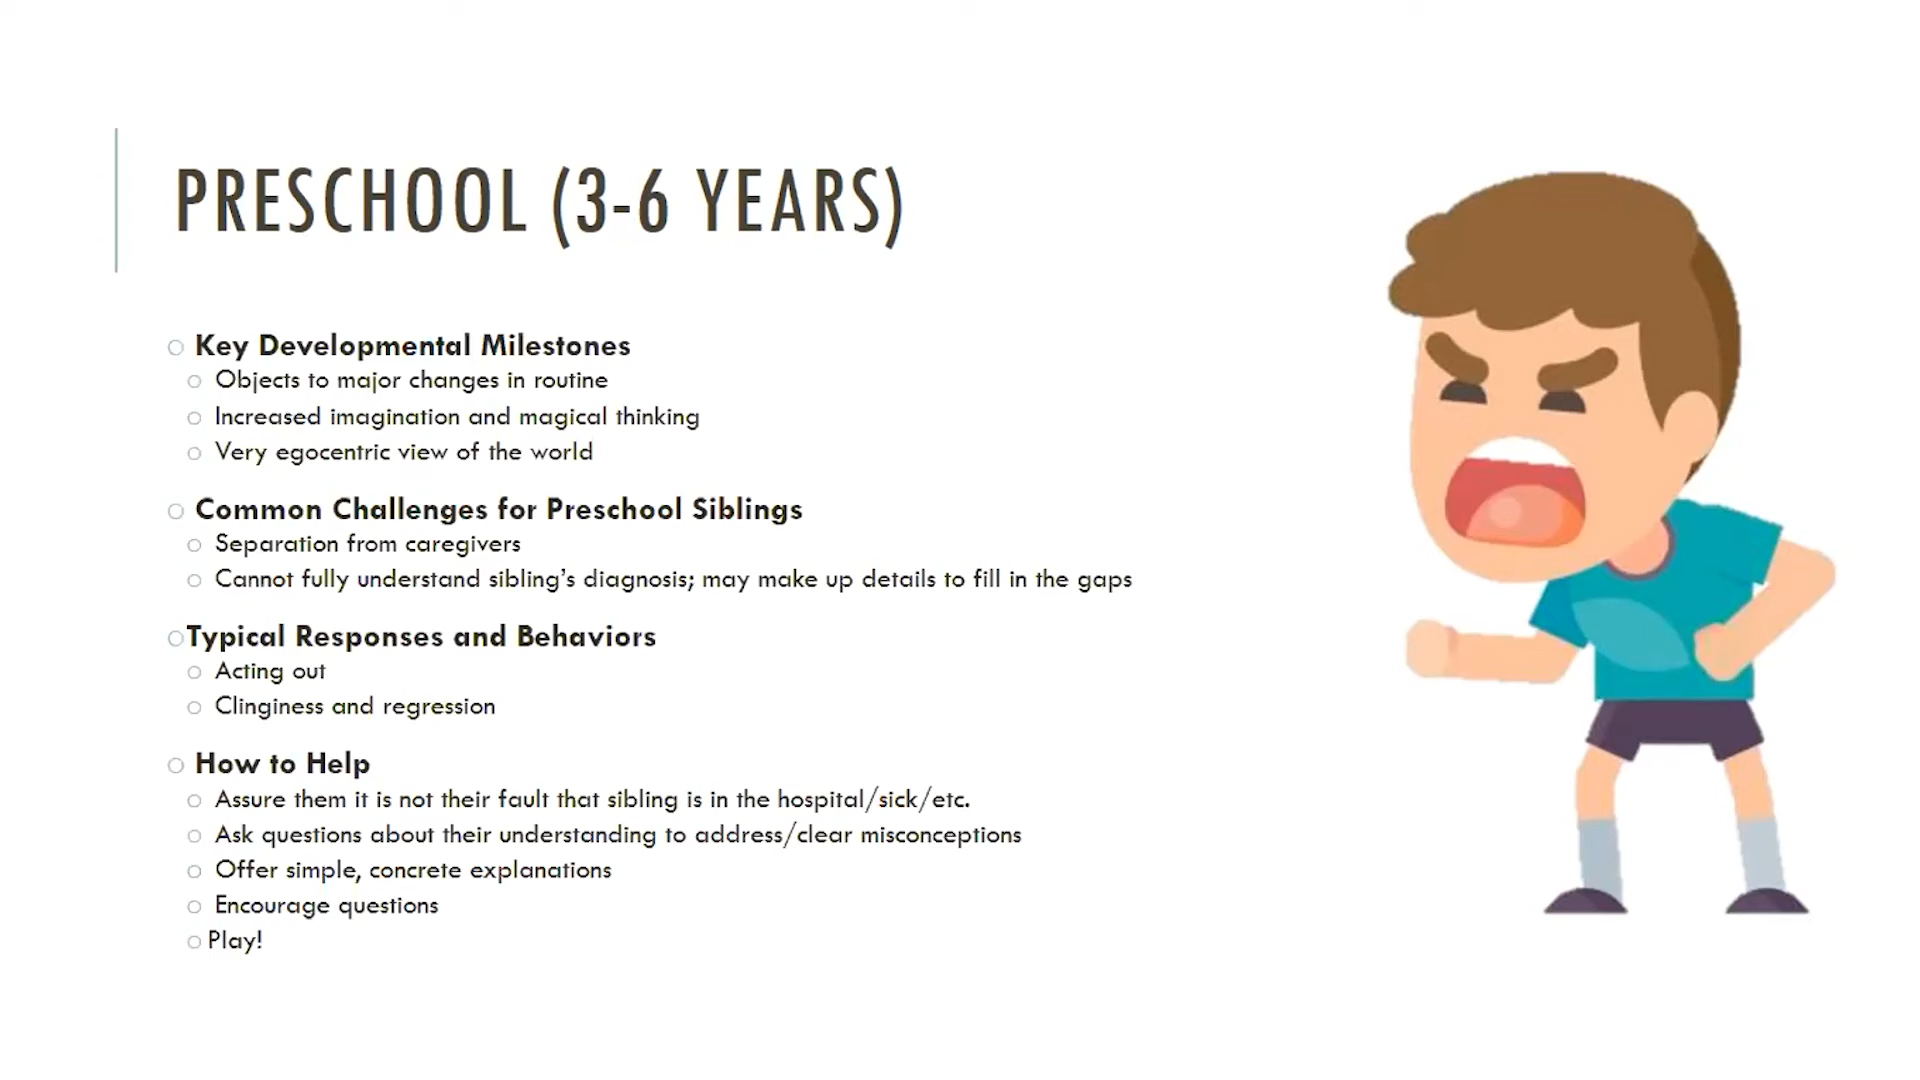 PRESCHOOL (3-6 YEARS)
Key Developmental Milestones
Objects to major changes in routine
Increased imagination and magical thinking
Very egocentric view of the world
Common Challenges for Preschool Siblings
Separation from caregivers
Cannot fully understand sibling’s diagnosis; may make up details to fill in the gaps
Typical Responses and Behaviors
Acting out
Clinginess and regression
How to Help
Assure them it is not their fault that sibling is in the hospital/sick/etc.
Ask questions about their understanding to address/clear misconceptions
Offer simple, concrete explanations
Encourage questions
Play!